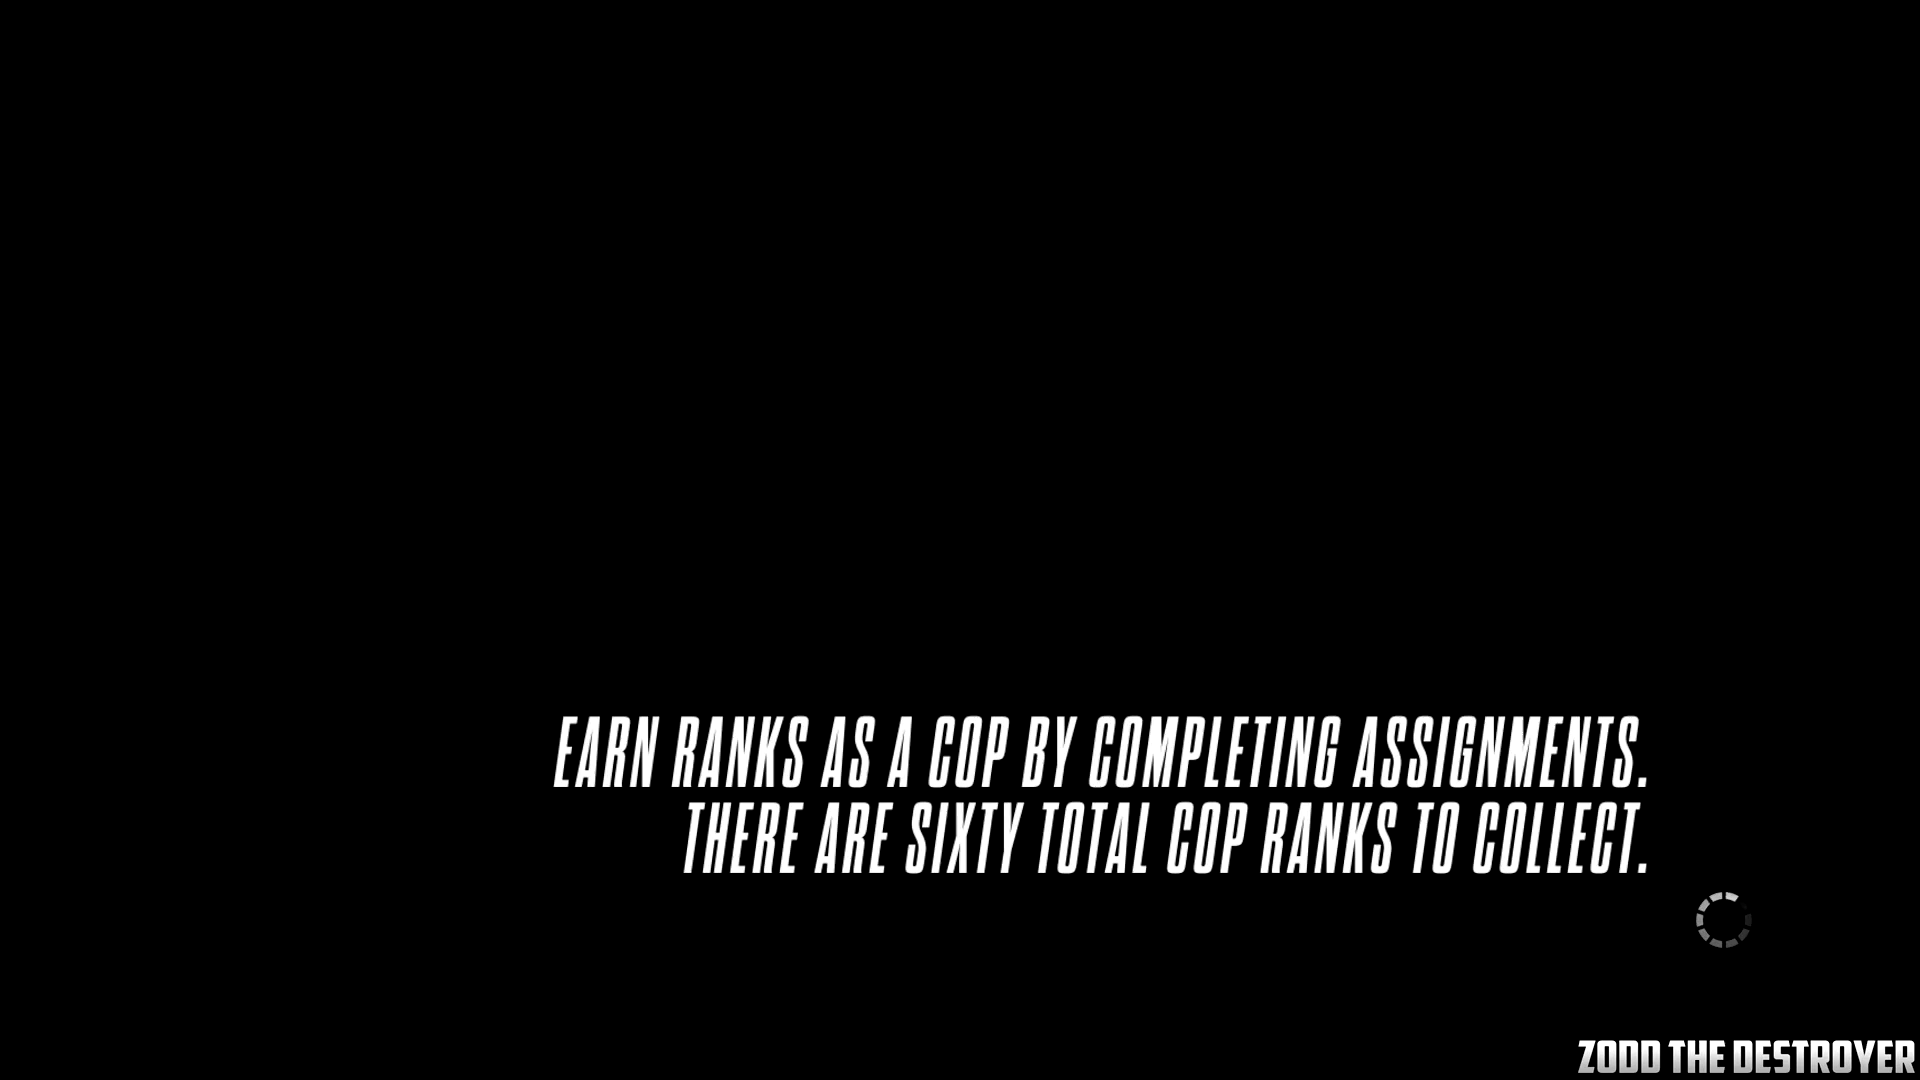 EARN RANKS AS A COP BY COMPLETING ASSIGNMENTS.
THERE ARE SIXTY TOTAL COP RANKS TO COLLECT.
ZODD THE DESTROYER